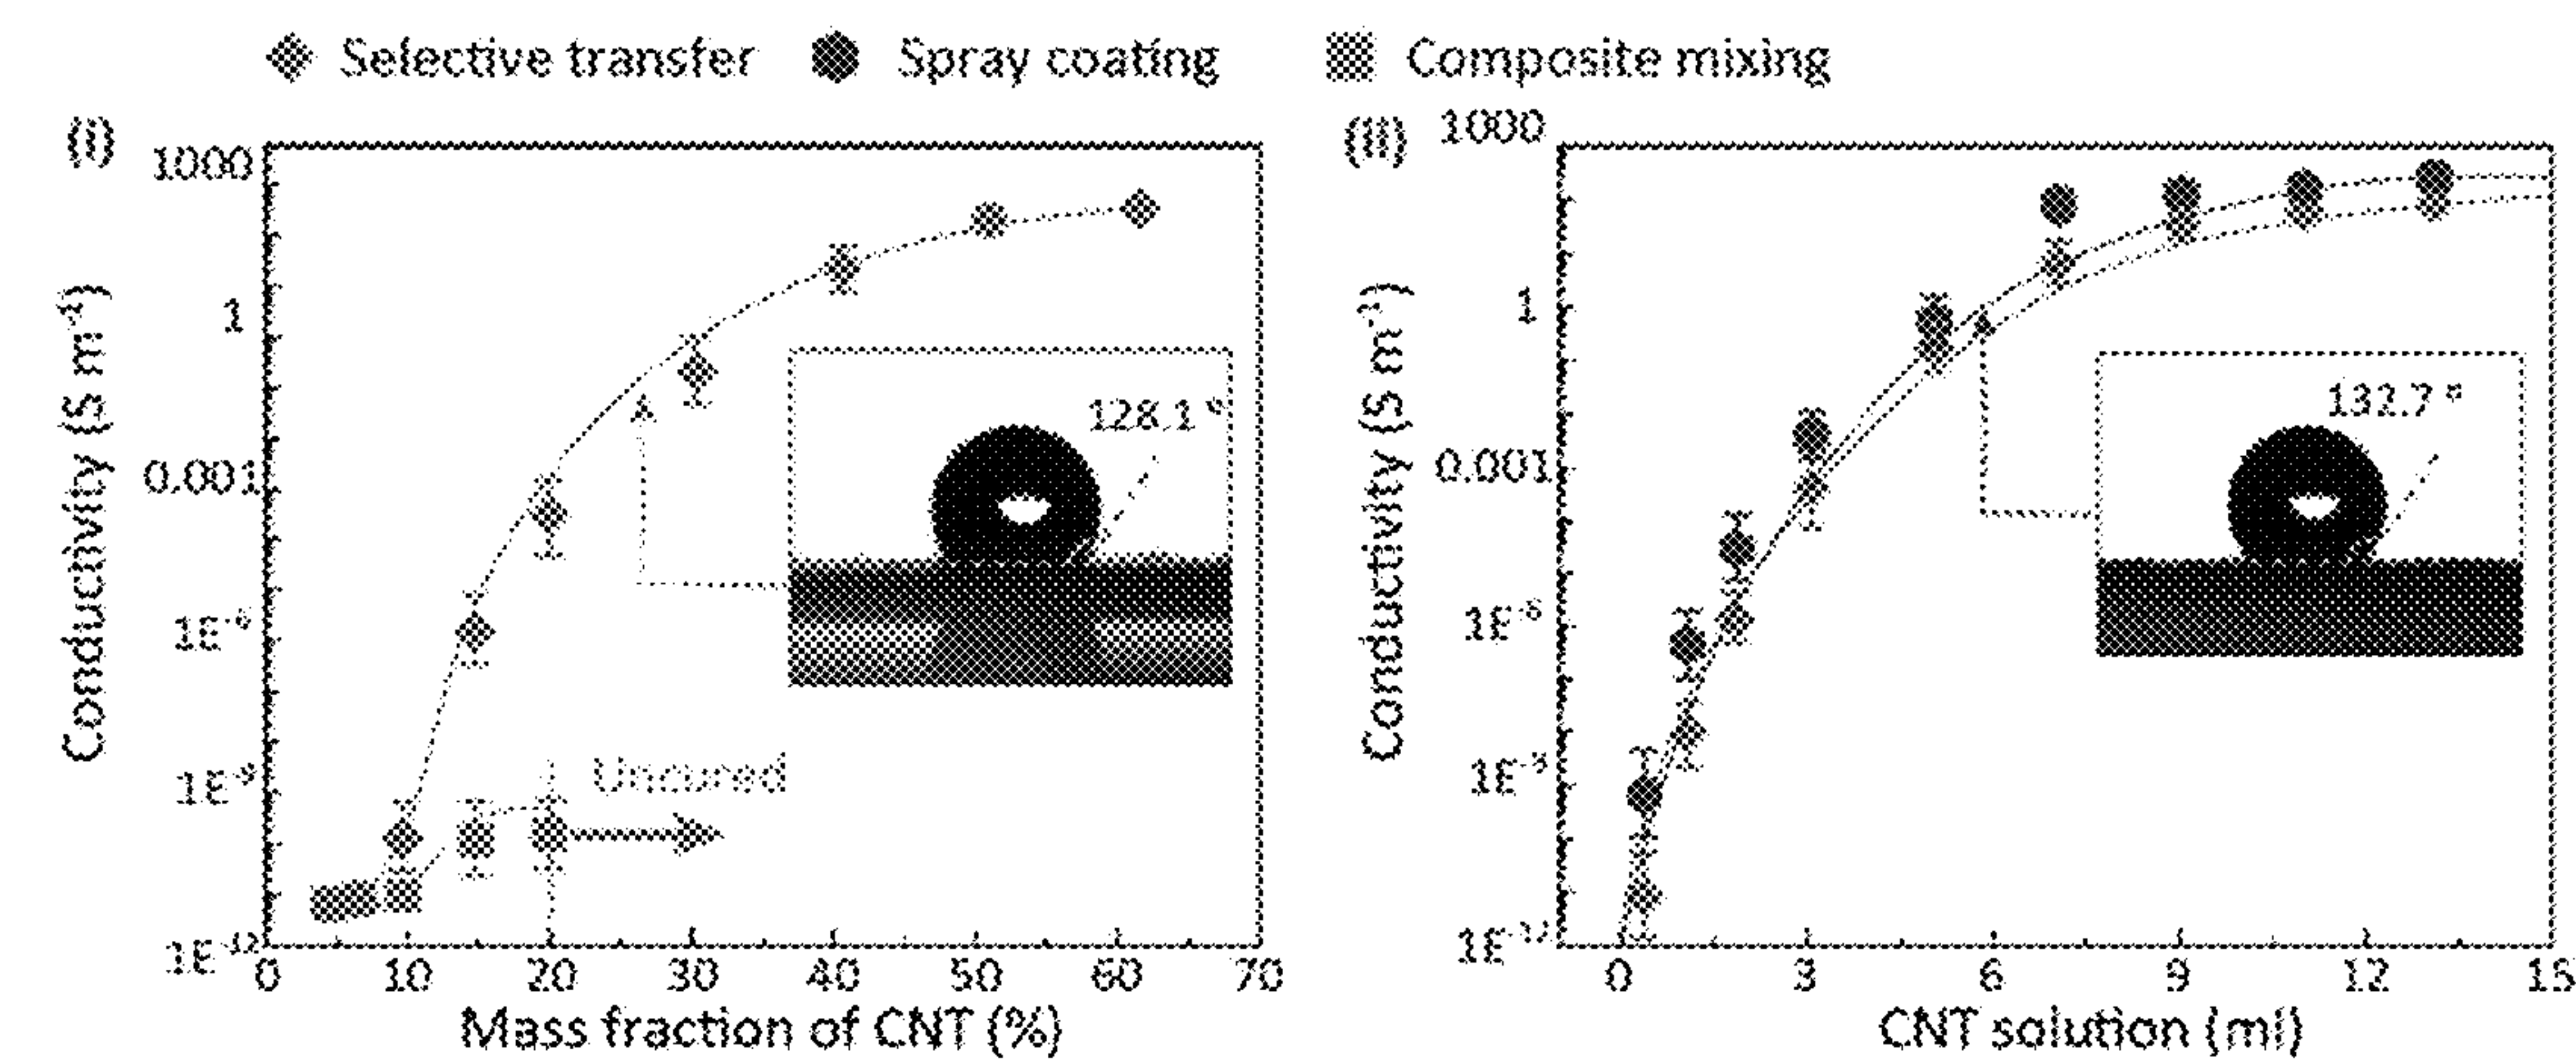 Selective transfer Spray coating Composite mixing
(i)
1000
1
0.001
1E-6
1E-9
1E-12
Conductivity (S m-1)
128.1 °
Uncured
0 10 20 30 40 50 60 70
Mass fraction of CNT (%)
(ii)
1000
1
0.001
1E-6
1E-9
1E-12
Conductivity (S m-1)
132.7 °
0 3 6 9 12 15
CNT solution (ml)